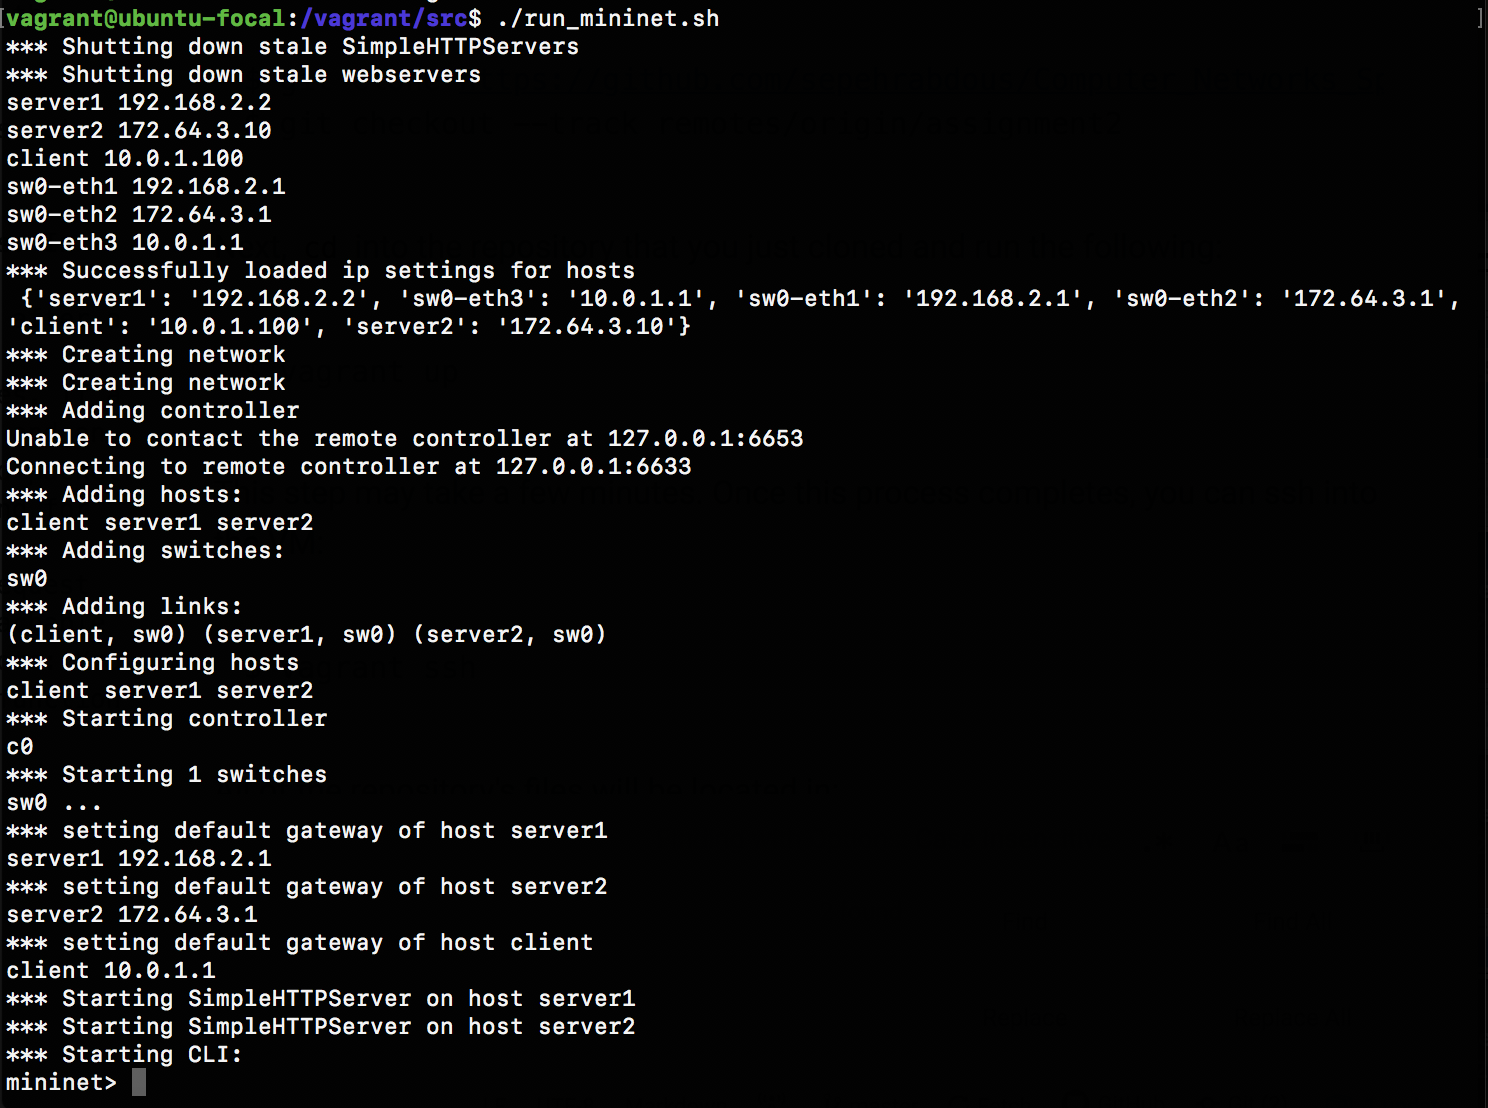 [vagrant@ubuntu-focal:/vagrant/src$ ./run_mininet.sh ]
*** Shutting down stale SimpleHTTPServers
*** Shutting down stale webservers
server1 192.168.2.2
server2 172.64.3.10
client 10.0.1.100
sw0-eth1 192.168.2.1
sw0-eth2 172.64.3.1
sw0-eth3 10.0.1.1
*** Successfully loaded ip settings for hosts
 {'server1': '192.168.2.2', 'sw0-eth3': '10.0.1.1', 'sw0-eth1': '192.168.2.1', 'sw0-eth2': '172.64.3.1',
'client': '10.0.1.100', 'server2': '172.64.3.10'}
*** Creating network
*** Creating network
*** Adding controller
Unable to contact the remote controller at 127.0.0.1:6653
Connecting to remote controller at 127.0.0.1:6633
*** Adding hosts:
client server1 server2
*** Adding switches:
sw0
*** Adding links:
(client, sw0) (server1, sw0) (server2, sw0)
*** Configuring hosts
client server1 server2
*** Starting controller
c0
*** Starting 1 switches
sw0 ...
*** setting default gateway of host server1
server1 192.168.2.1
*** setting default gateway of host server2
server2 172.64.3.1
*** setting default gateway of host client
client 10.0.1.1
*** Starting SimpleHTTPServer on host server1
*** Starting SimpleHTTPServer on host server2
*** Starting CLI:
mininet>